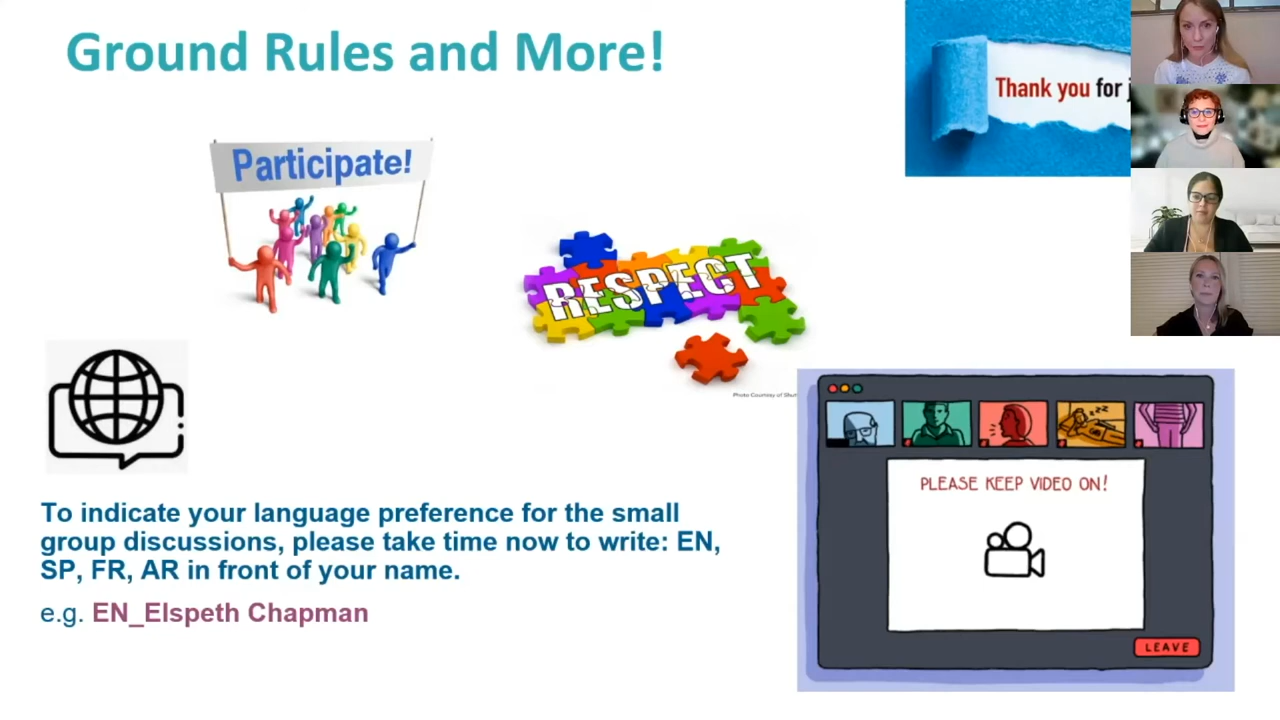 Ground Rules and More!
Thank you for j
Participate!
RESPECT
Photo Courtesy of Shut
zzz
PLEASE KEEP VIDEO ON!
LEAVE
To indicate your language preference for the small
group discussions, please take time now to write: EN,
SP, FR, AR in front of your name.
e.g. EN_Elspeth Chapman